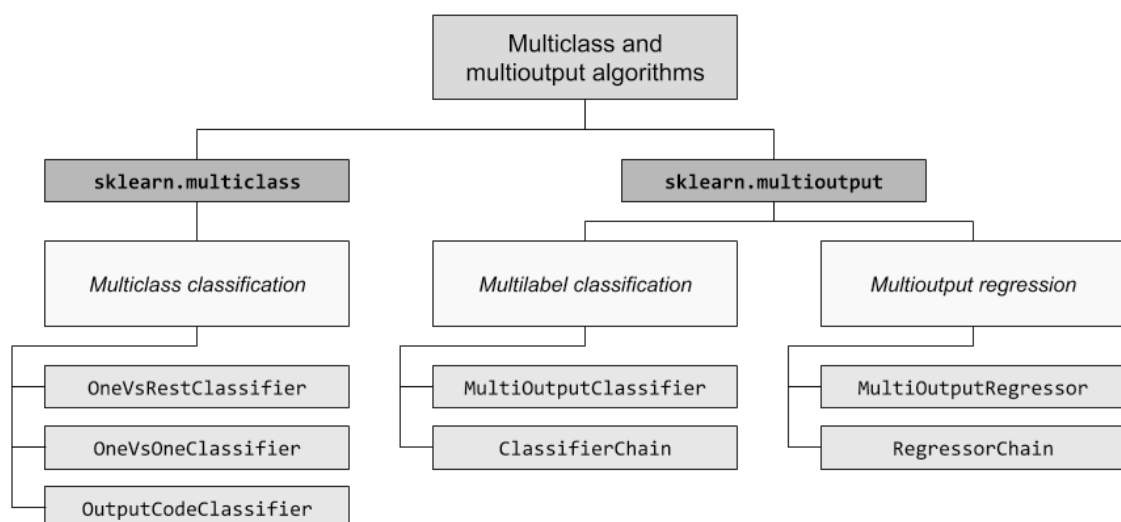 Multiclass and
multioutput algorithms
sklearn.multiclass
sklearn.multioutput
Multiclass classification
Multilabel classification
Multioutput regression
OneVsRestClassifier
MultiOutputClassifier
MultiOutputRegressor
OneVsOneClassifier
ClassifierChain
RegressorChain
OutputCodeClassifier